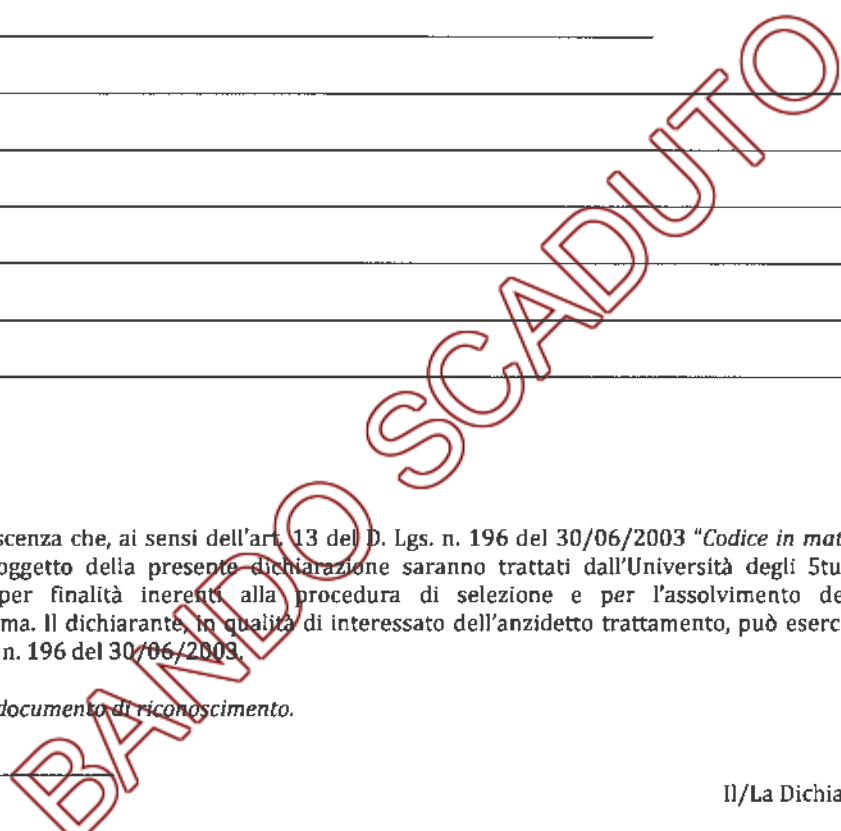 scenza che, ai sensi dell'art. 13 del D. Lgs. n. 196 del 30/06/2003 "Codice in mat
oggetto della presente dichiarazione saranno trattati dall'Università degli Stu
per finalità inerenti alla procedura di selezione e per l'assolvimento de
ma. Il dichiarante, in qualità di interessato dell'anzidetto trattamento, può eserc
n. 196 del 30/06/2003.
documento di riconoscimento.
Il/La Dichia
BANDO SCADUTO